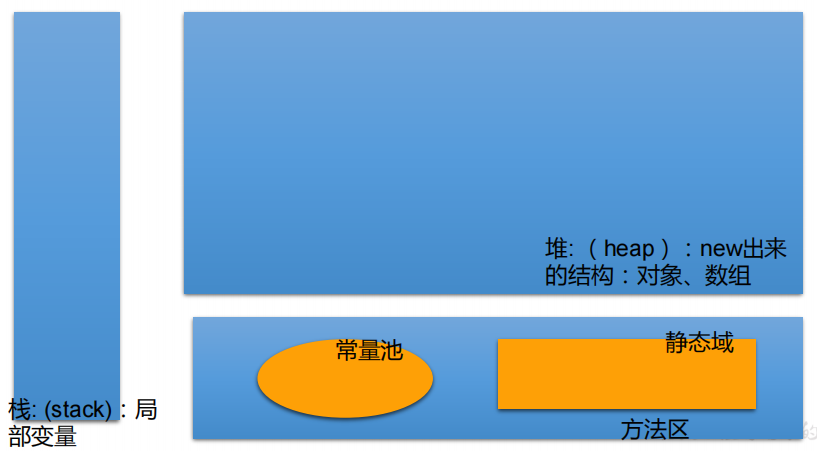 堆:（heap）：new出来
的结构：对象、数组
常量池
静态域
栈: (stack)：局
部变量
方法区